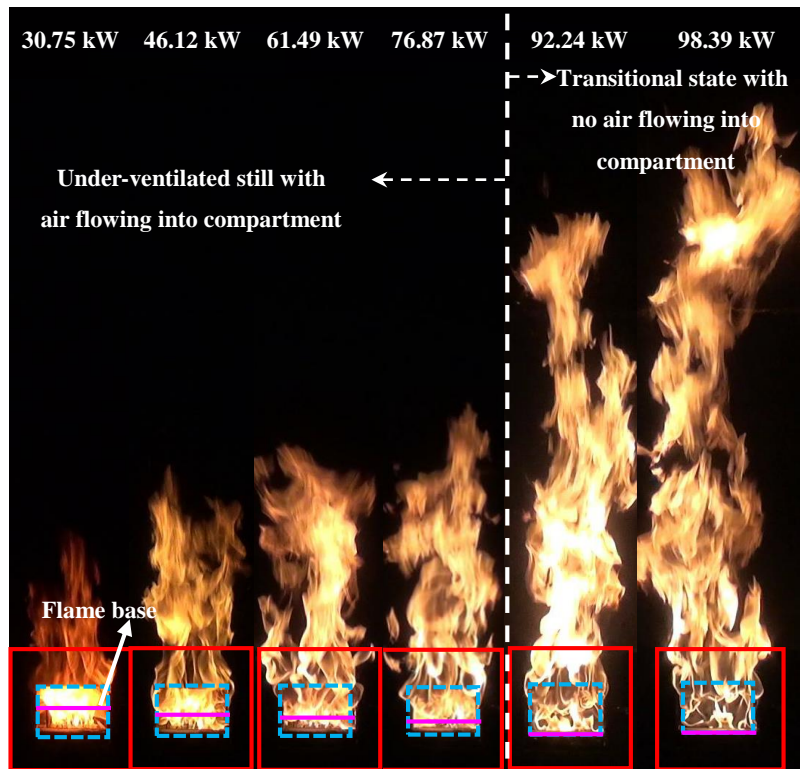 30.75 kW 46.12 kW 61.49 kW 76.87 kW 92.24 kW 98.39 kW
Transitional state with
no air flowing into
compartment
Under-ventilated still with
air flowing into compartment
Flame base